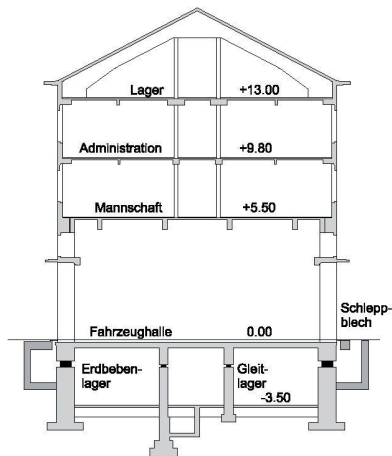 Lager +13.00
Administration +9.80
Mannschaft +5.50
Schlepp-
blech
Fahrzeughalle 0.00
Erdbeben-
lager
Gleit-
lager
-3.50